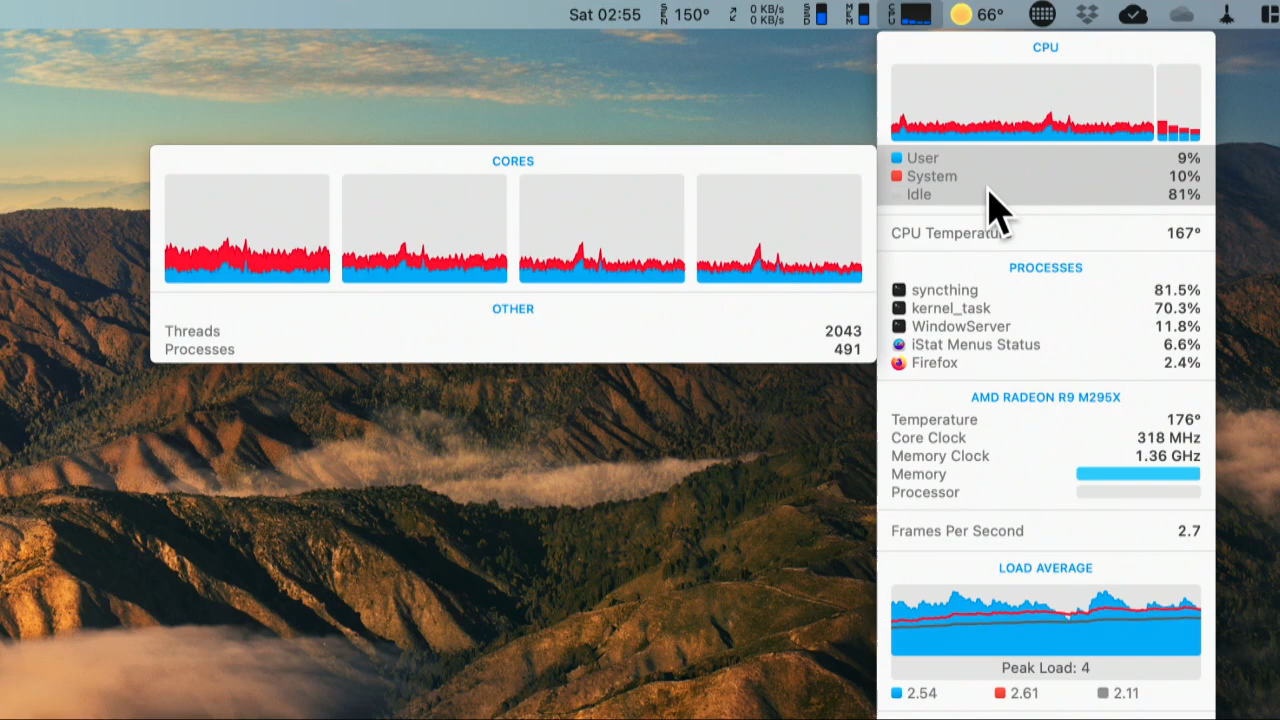 Sat 02:55
SEN 150°
0 KB/s
0 KB/s
SSD
MEM
CPU
66°
CPU
User 9%
System 10%
Idle 81%
CPU Temperatu 167°
PROCESSES
syncthing 81.5%
kernel_task 70.3%
WindowServer 11.8%
iStat Menus Status 6.6%
Firefox 2.4%
AMD RADEON R9 M295X
Temperature 176°
Core Clock 318 MHz
Memory Clock 1.36 GHz
Memory
Processor
Frames Per Second 2.7
LOAD AVERAGE
Peak Load: 4
2.54 2.61 2.11
CORES
OTHER
Threads 2043
Processes 491